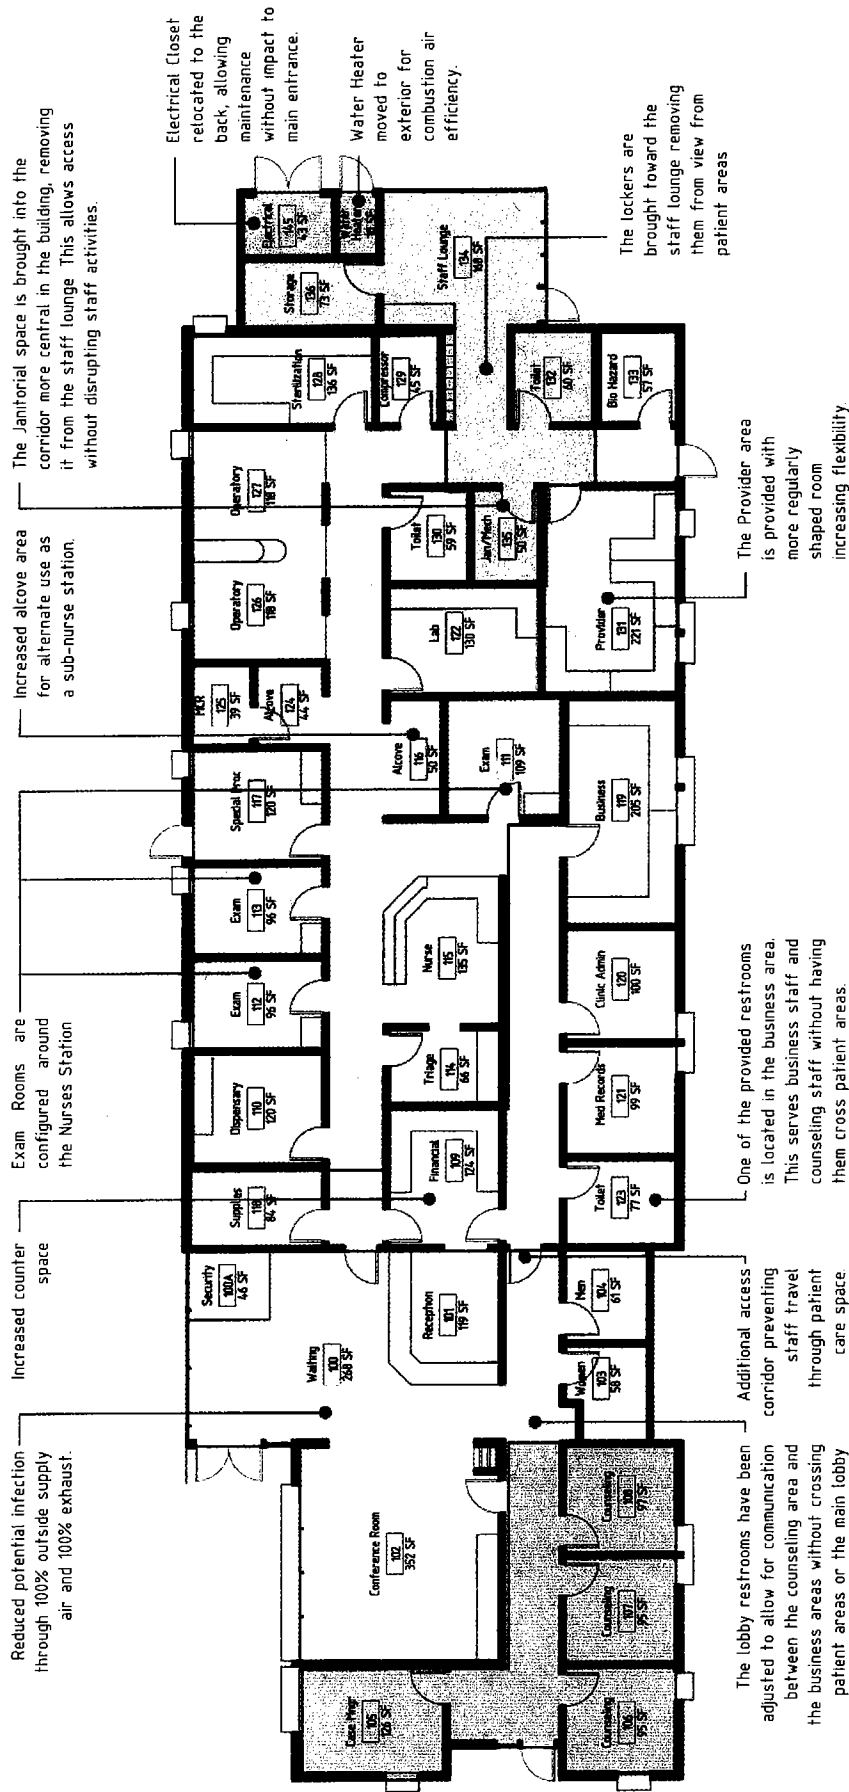 Reduced potential infection
through 100% outside supply
air and 100% exhaust.
Increased counter
space
Exam Rooms are
configured around
the Nurses Station
Increased alcove area
for alternate use as
a sub-nurse station.
The Janitorial space is brought into the
corridor more central in the building, removing
it from the staff lounge This allows access
without disrupting staff activities.
Electrical Closet
relocated to the
back, allowing
maintenance
without impact to
main entrance.
Water Heater
moved to
exterior for
combustion air
efficiency.
Security
100A
46 SF
Supplies
118
84 SF
Dispensary
110
120 SF
Exam
112
96 SF
Exam
113
96 SF
Special Proc
117
120 SF
MCR
125
39 SF
Alcove
124
44 SF
Operatory
126
118 SF
Operatory
127
118 SF
Sterilization
128
136 SF
Compressor
129
45 SF
Storage
136
73 SF
Electrical
145
43 SF
Water
Heater
SF
Conference Room
102
352 SF
Waiting
100
268 SF
Reception
101
119 SF
Financial
109
124 SF
Triage
114
66 SF
Nurse
115
135 SF
Alcove
116
50 SF
Exam
111
109 SF
Lab
122
130 SF
Toilet
130
59 SF
Jan/Mech
135
50 SF
Staff Lounge
134
168 SF
Toilet
132
60 SF
Bio Hazard
133
57 SF
Case Mngr
105
126 SF
Counseling
106
95 SF
Counseling
107
95 SF
Counseling
108
97 SF
Women
103
58 SF
Men
104
61 SF
Toilet
123
77 SF
Med Records
121
99 SF
Clinic Admin
120
100 SF
Business
119
205 SF
Provider
131
221 SF
The lobby restrooms have been
adjusted to allow for communication
between the counseling area and
the business areas without crossing
patient areas or the main lobby
Additional access
corridor preventing
staff travel
through patient
care space.
One of the provided restrooms
is located in the business area.
This serves business staff and
counseling staff without having
them cross patient areas.
The Provider area
is provided with
more regularly
shaped room
increasing flexibility
The lockers are
brought toward the
staff lounge removing
them from view from
patient areas